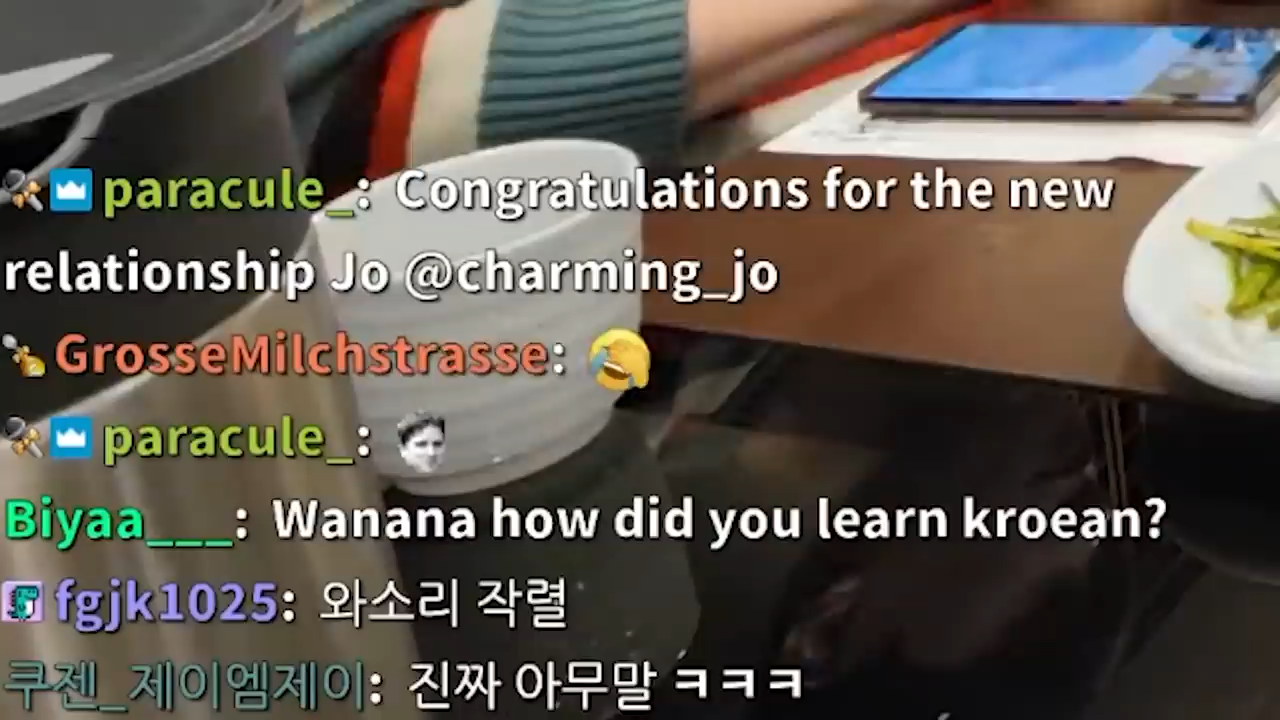 paracule_: Congratulations for the new
relationship Jo @charming_jo
GrosseMilchstrasse: 😂
paracule_:
Biyaa___: Wanana how did you learn kroean?
fgjk1025: 와소리 작렬
쿠젠_제이엠제이: 진짜 아무말 ㅋㅋㅋ